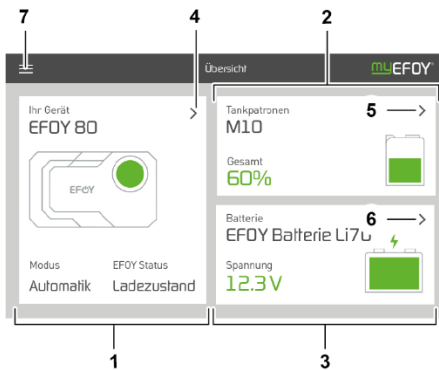 7
4
2
Übersicht
myEFOY
Ihr Gerät
EFOY 80
EFOY
Modus
EFOY Status
Automatik
Ladezustand
Tankpatronen
5
M10
Gesamt
60%
Batterie
6
EFOY Batterie Li70
Spannung
12.3 V
1
3